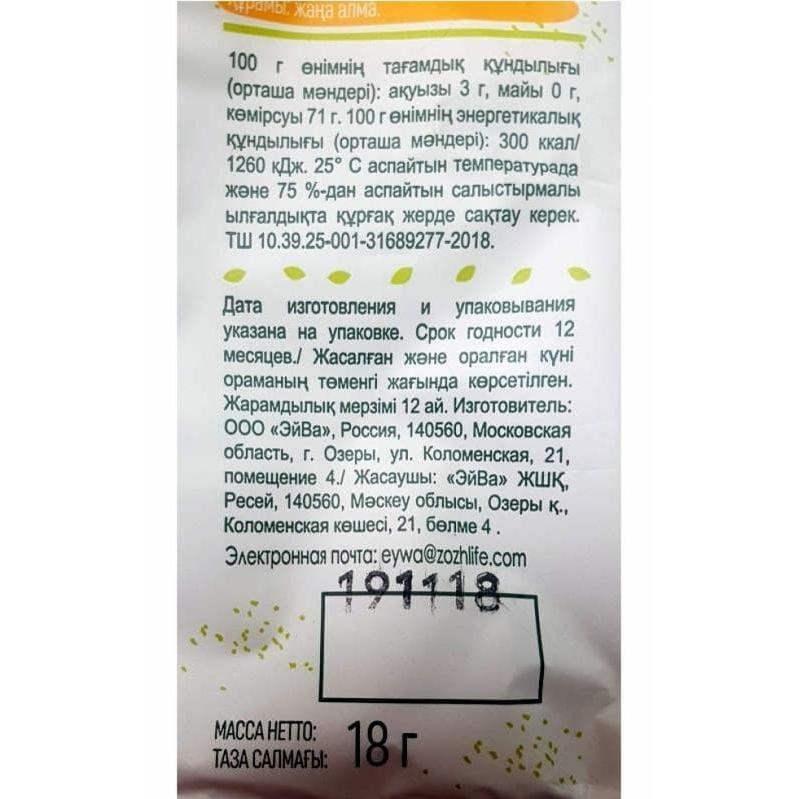 Құрамы: жаңа алма.
100 г өнімнің тағамдық құндылығы
(орташа мәндері): ақуызы 3 г, майы 0 г,
көмірсуы 71 г. 100 г өнімнің энергетикалық
құндылығы (орташа мәндері): 300 ккал/
1260 кДж. 25° С аспайтын температурада
және 75 %-дан аспайтын салыстырмалы
ылғалдықта құрғақ жерде сақтау керек.
ТШ 10.39.25-001-31689277-2018.
Дата изготовления и упаковывания
указана на упаковке. Срок годности 12
месяцев./ Жасалған және оралған күні
ораманың төменгі жағында көрсетілген.
Жарамдылық мерзімі 12 ай. Изготовитель:
ООО «ЭйВа», Россия, 140560, Московская
область, г. Озеры, ул. Коломенская, 21,
помещение 4./ Жасаушы: «ЭйВа» ЖШҚ,
Ресей, 140560, Мәскеу облысы, Озеры қ.,
Коломенская көшесі, 21, бөлме 4 .
Электронная почта: eywa@zozhlife.com
191118
МАССА НЕТТО:
ТАЗА САЛМАҒЫ: 18 г